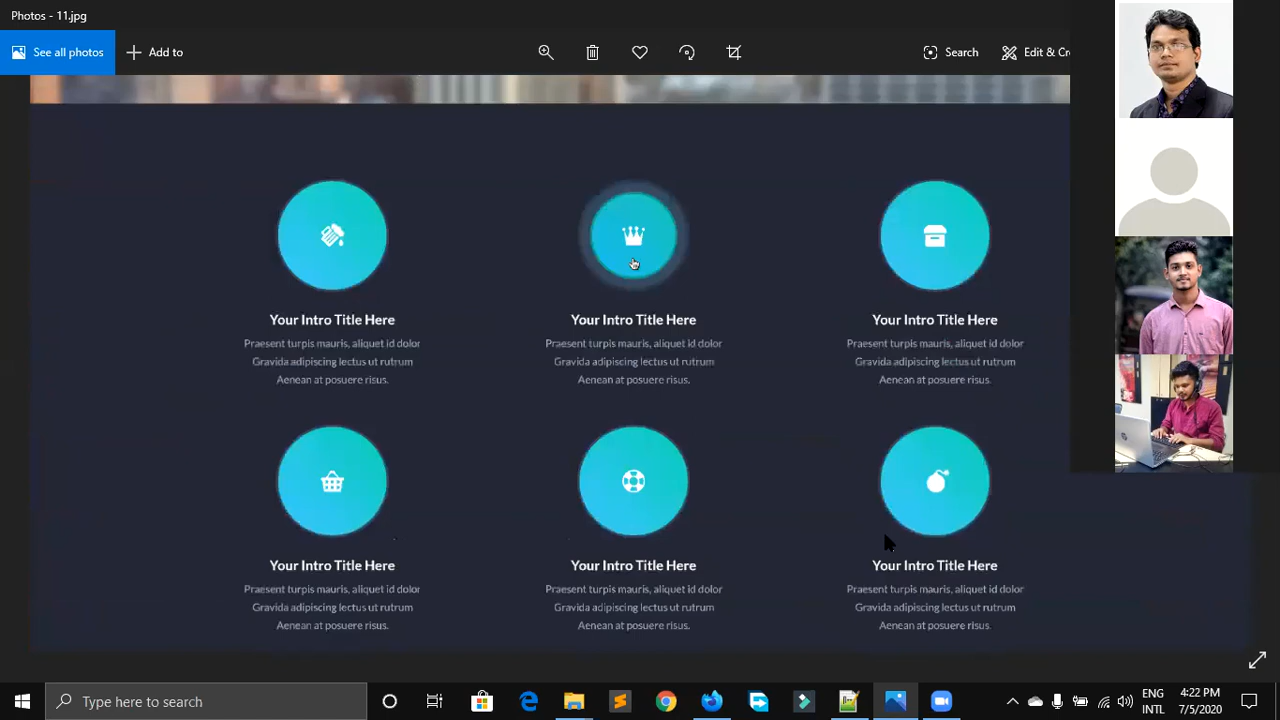 Photos - 11.jpg
See all photos
Add to
Search
Edit & Cr
Your Intro Title Here
Praesent turpis mauris, aliquet id dolor
Gravida adipiscing lectus ut rutrum
Aenean at posuere risus.
Your Intro Title Here
Praesent turpis mauris, aliquet id dolor
Gravida adipiscing lectus ut rutrum
Aenean at posuere risus.
Your Intro Title Here
Praesent turpis mauris, aliquet id dolor
Gravida adipiscing lectus ut rutrum
Aenean at posuere risus.
Your Intro Title Here
Praesent turpis mauris, aliquet id dolor
Gravida adipiscing lectus ut rutrum
Aenean at posuere risus.
Your Intro Title Here
Praesent turpis mauris, aliquet id dolor
Gravida adipiscing lectus ut rutrum
Aenean at posuere risus.
Your Intro Title Here
Praesent turpis mauris, aliquet id dolor
Gravida adipiscing lectus ut rutrum
Aenean at posuere risus.
Type here to search
ENG
INTL
4:22 PM
7/5/2020